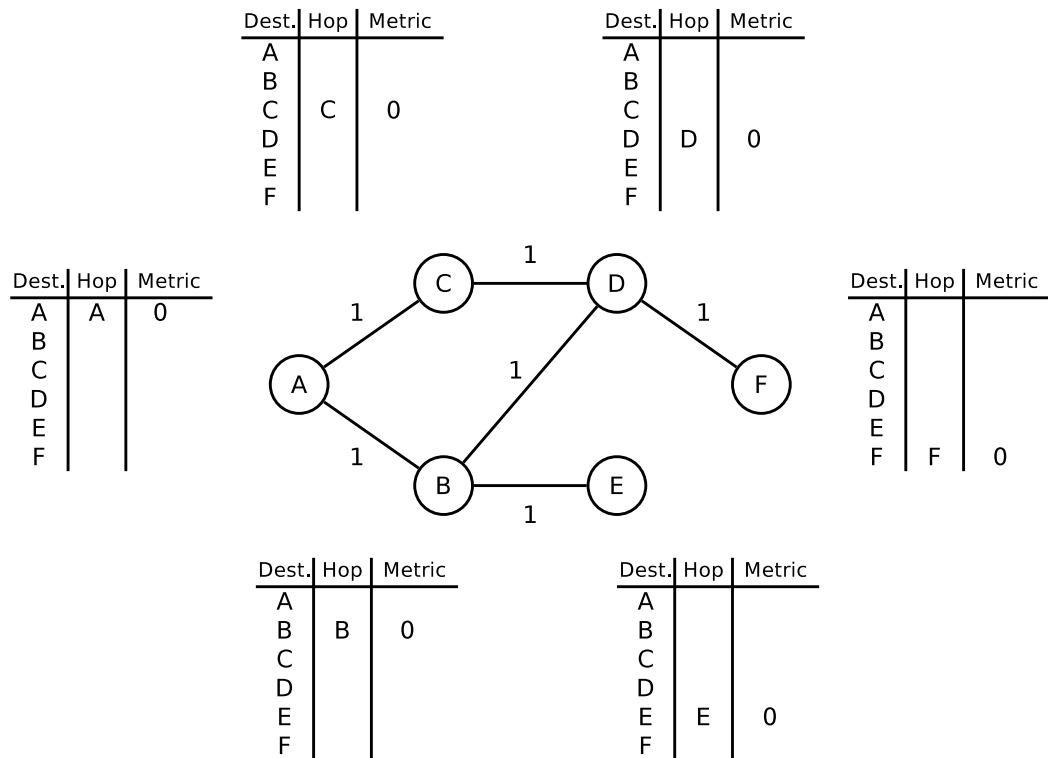 Dest. Hop Metric
A
B
C C 0
D
E
F
Dest. Hop Metric
A
B
C
D D 0
E
F
Dest. Hop Metric
A A 0
B
C
D
E
F
C
1
D
1
1
1
A
F
1
B
1
E
Dest. Hop Metric
A
B
C
D
E
F F 0
Dest. Hop Metric
A
B B 0
C
D
E
F
Dest. Hop Metric
A
B
C
D
E E 0
F